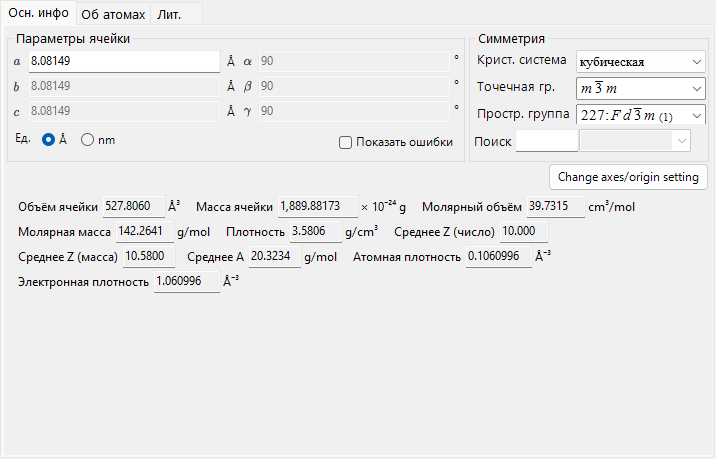 Осн. инфо Об атомах Лит.
Параметры ячейки Симметрия
a 8.08149 Å α 90 ° Крист. система кубическая
b 8.08149 Å β 90 ° Точечная гр. m 3̅ m
c 8.08149 Å γ 90 ° Простр. группа 227: F d 3̅ m (1)
Ед. Å nm Показать ошибки Поиск
Change axes/origin setting
Объём ячейки 527.8060 Å³ Масса ячейки 1,889.88173 × 10⁻²⁴ g Молярный объём 39.7315 cm³/mol
Молярная масса 142.2641 g/mol Плотность 3.5806 g/cm³ Среднее Z (число) 10.000
Среднее Z (масса) 10.5800 Среднее A 20.3234 g/mol Атомная плотность 0.1060996 Å⁻³
Электронная плотность 1.060996 Å⁻³